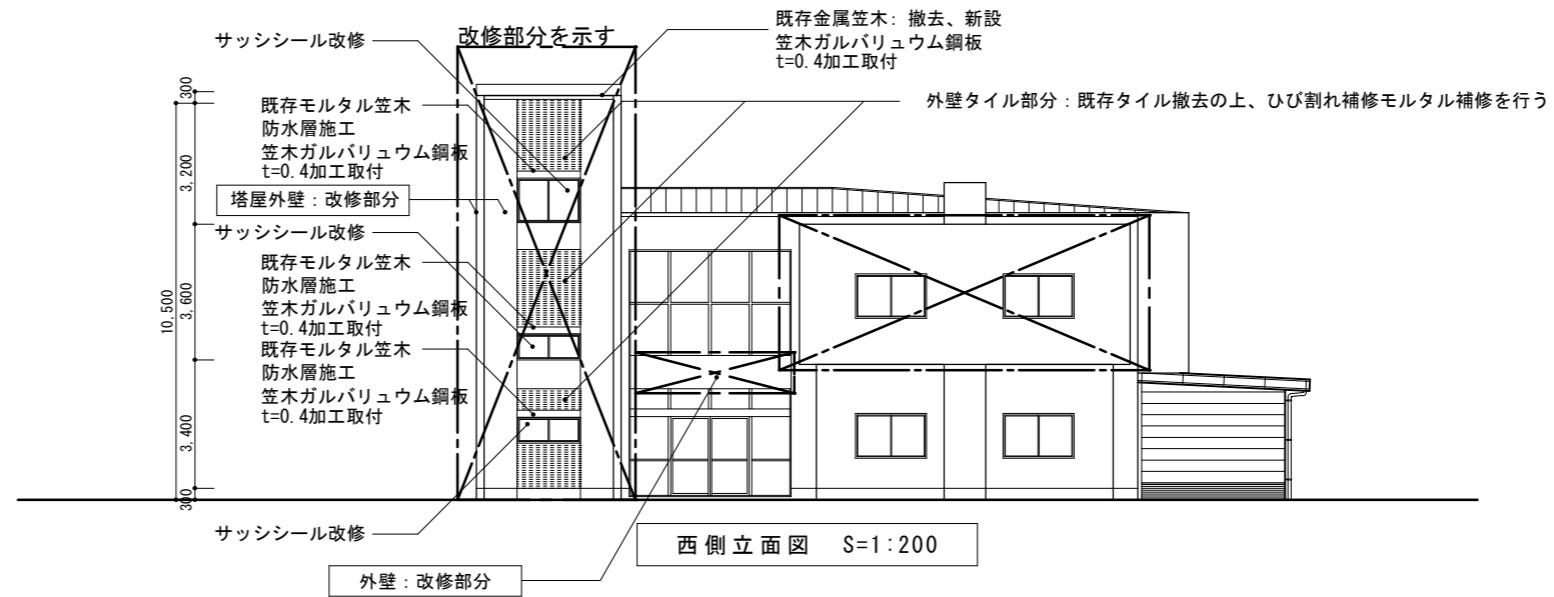 改修部分を示す
既存金属笠木: 撤去、新設
笠木ガルバリュウム鋼板
t=0.4加工取付
サッシシール改修
外壁タイル部分：既存タイル撤去の上、ひび割れ補修モルタル補修を行う
既存モルタル笠木
防水層施工
笠木ガルバリュウム鋼板
t=0.4加工取付
塔屋外壁：改修部分
サッシシール改修
既存モルタル笠木
防水層施工
笠木ガルバリュウム鋼板
t=0.4加工取付
既存モルタル笠木
防水層施工
笠木ガルバリュウム鋼板
t=0.4加工取付
サッシシール改修
300
3,200
3,600
10,500
3,400
300
西側立面図 S=1:200
外壁：改修部分